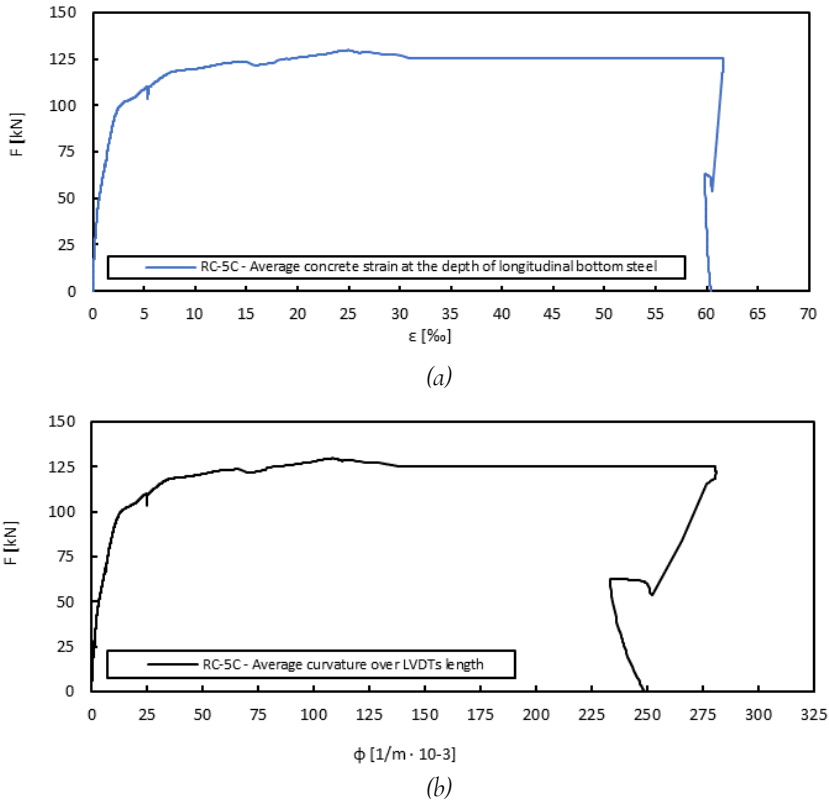 150
125
100
75
50
25
0
F [kN]
RC-5C - Average concrete strain at the depth of longitudinal bottom steel
0 5 10 15 20 25 30 35 40 45 50 55 60 65 70
ε [‰]
(a)
150
125
100
75
50
25
0
F [kN]
RC-5C - Average curvature over LVDTs length
0 25 50 75 100 125 150 175 200 225 250 275 300 325
ф [1/m · 10-3]
(b)